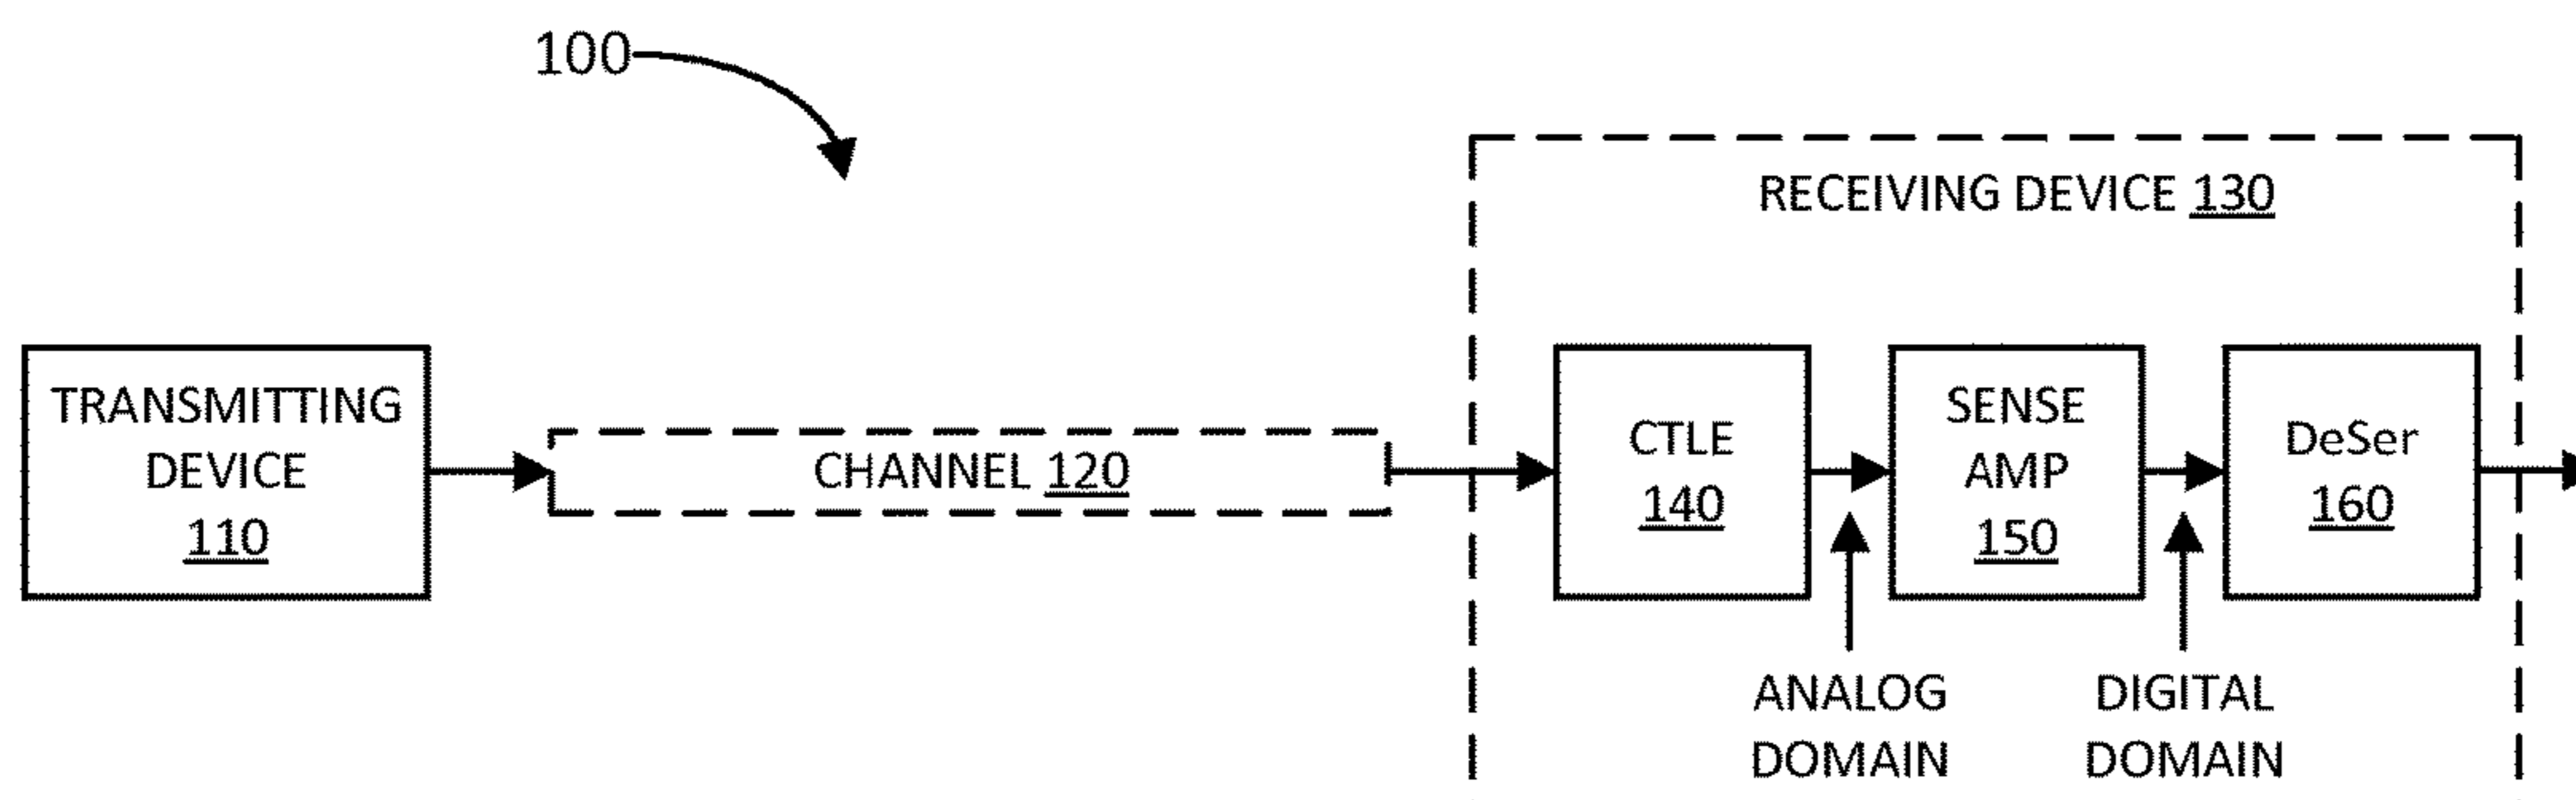 100
RECEIVING DEVICE 130
TRANSMITTING
DEVICE
110
CHANNEL 120
CTLE
140
SENSE
AMP
150
DeSer
160
ANALOG
DOMAIN
DIGITAL
DOMAIN